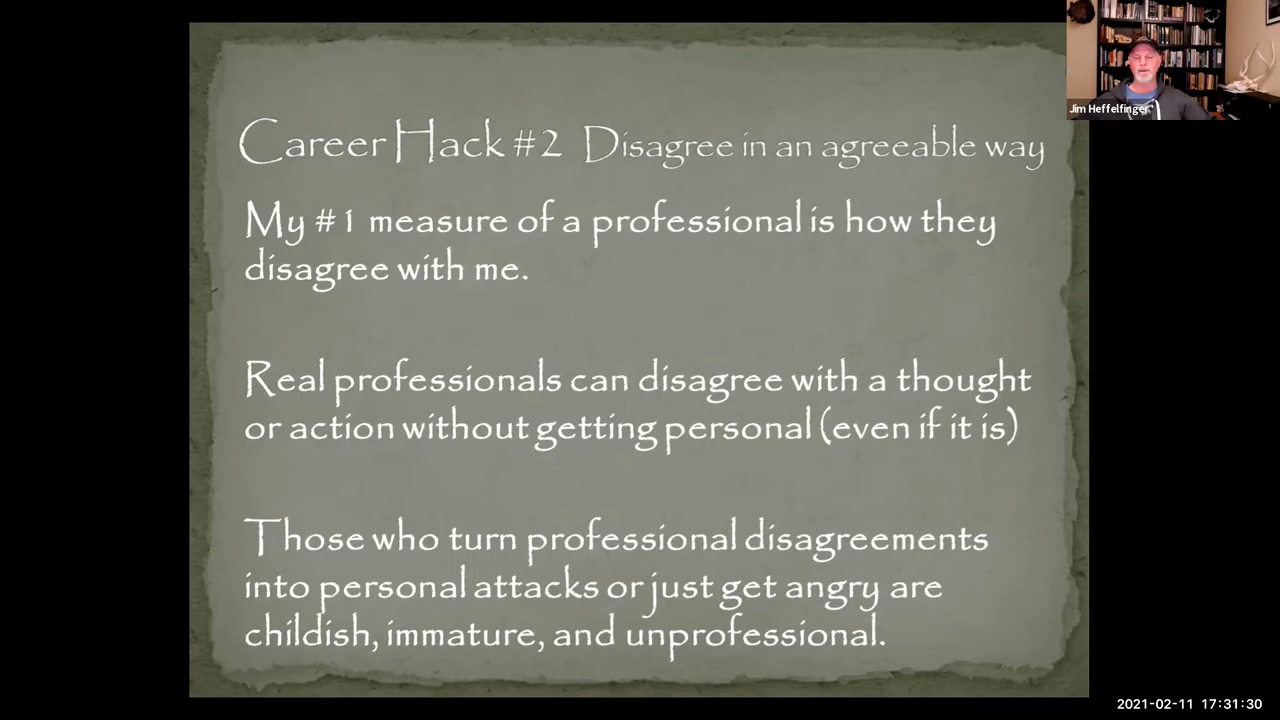 Jim Heffelfinger
Career Hack #2 Disagree in an agreeable way
My #1 measure of a professional is how they
disagree with me.
Real professionals can disagree with a thought
or action without getting personal (even if it is)
Those who turn professional disagreements
into personal attacks or just get angry are
childish, immature, and unprofessional.
2021-02-11 17:31:30